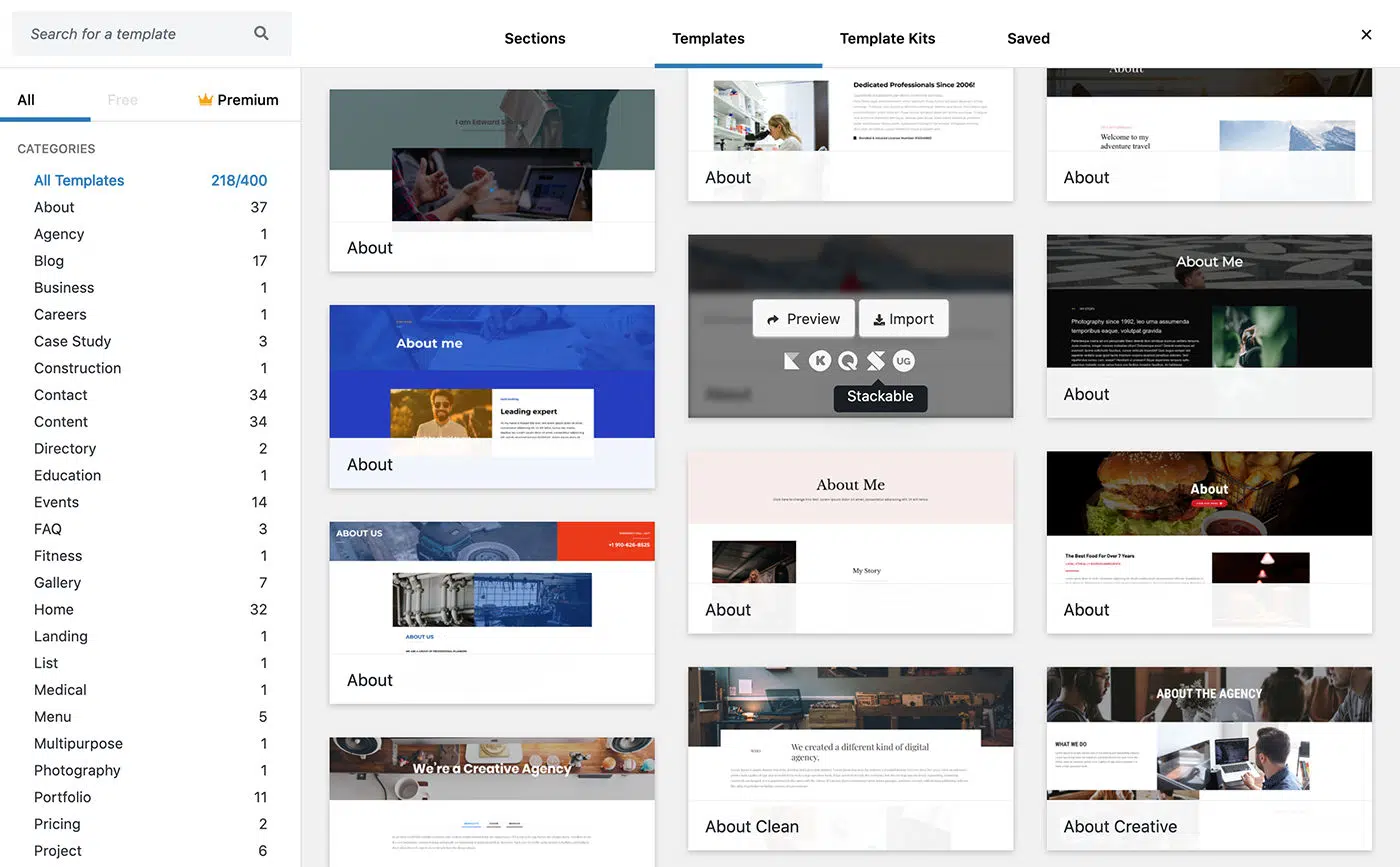 Search for a template
Sections
Templates
Template Kits
Saved
All
Free
Premium
CATEGORIES
All Templates 218/400
About 37
Agency 1
Blog 17
Business 1
Careers 1
Case Study 3
Construction 1
Contact 34
Content 34
Directory 2
Education 1
Events 14
FAQ 3
Fitness 1
Gallery 7
Home 32
Landing 1
List 1
Medical 1
Menu 5
Multipurpose 1
Photography 1
Portfolio 11
Pricing 2
Project 6
I am Edward
About
About me
Leading expert
About
ABOUT US
+1 910-626-8525
ABOUT US
About
We're a Creative Agency
Dedicated Professionals Since 2006!
About
Preview
Import
K
UG
Stackable
About Me
My Story
About
We created a different kind of digital
agency.
About Clean
About
Welcome to my
adventure travel
About
About Me
MY STORY
Photography since 1992, leo urna assumenda
temporibus eaque, volutpat gravida
About
About
The Best Food For Over 7 Years
About
ABOUT THE AGENCY
WHAT WE DO
About Creative